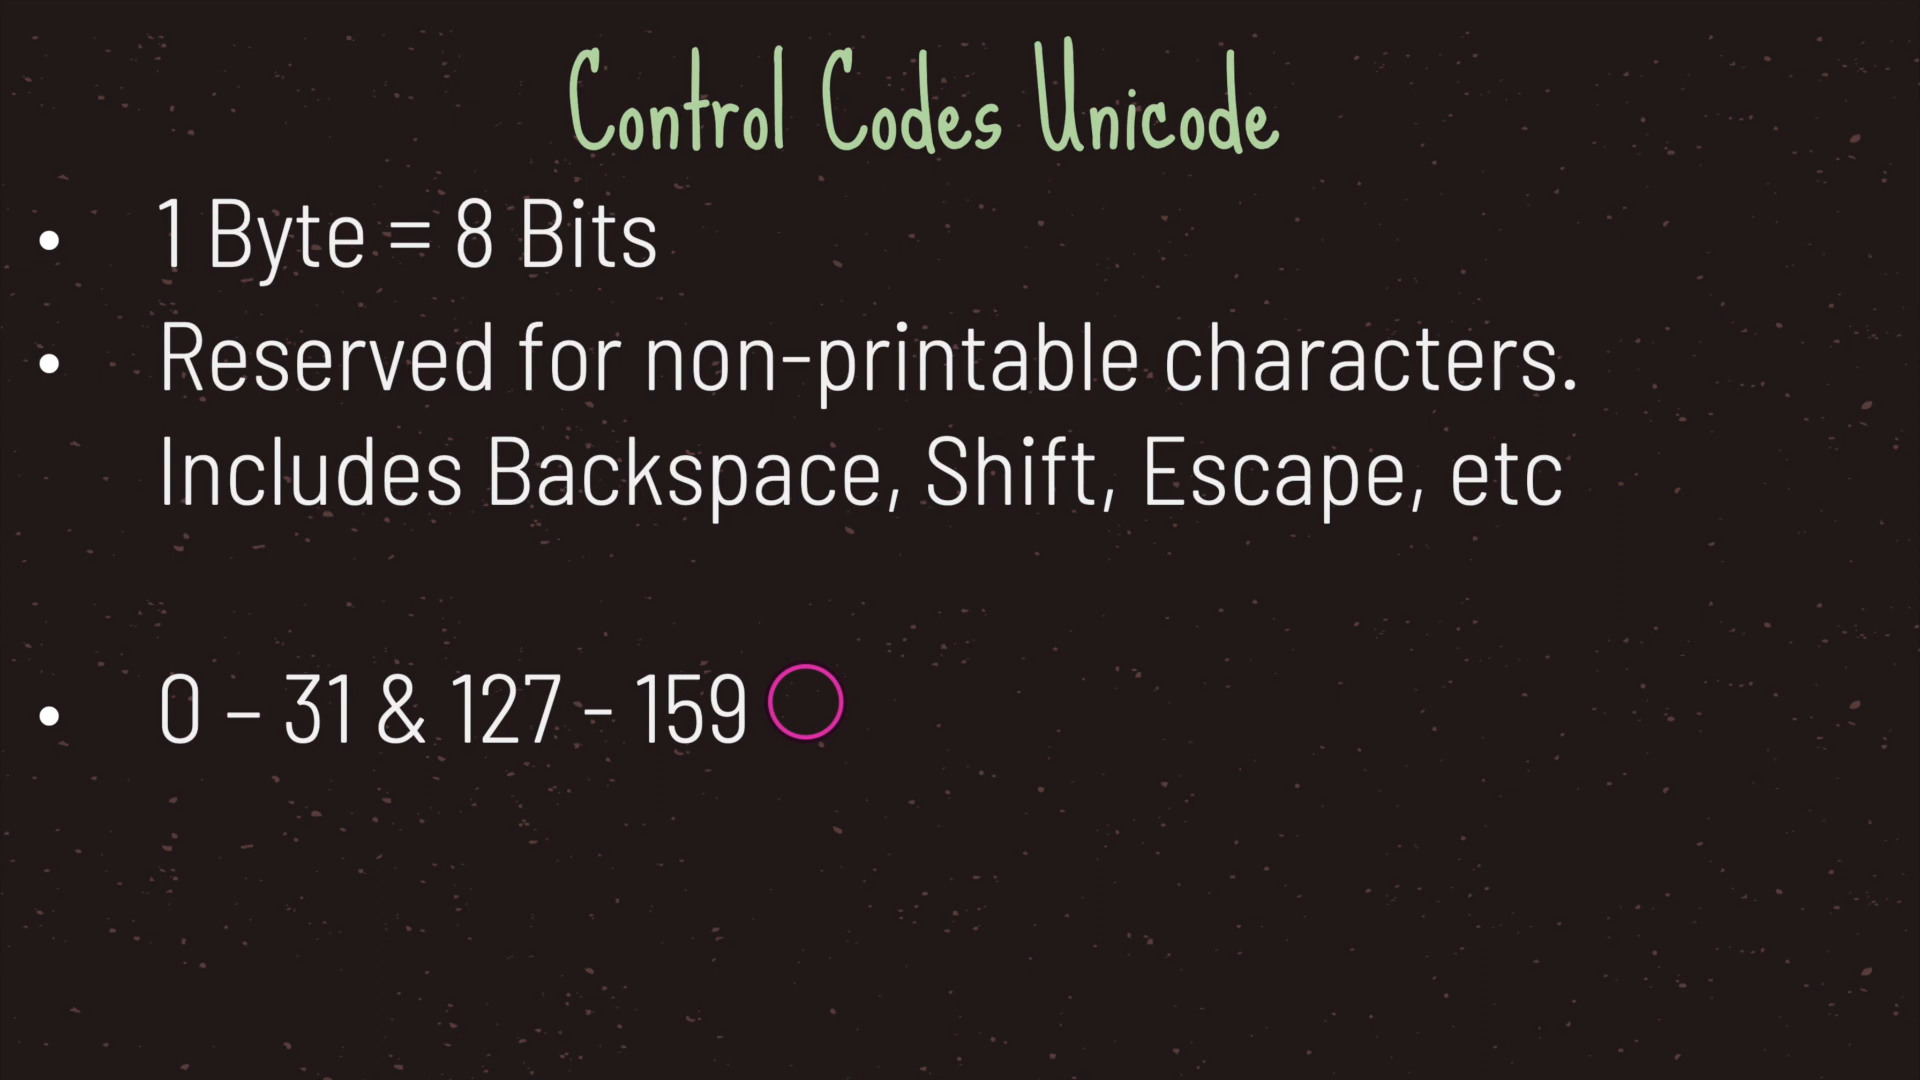 Control Codes Unicode
• 1 Byte = 8 Bits
• Reserved for non-printable characters.
Includes Backspace, Shift, Escape, etc
• 0 – 31 & 127 - 159